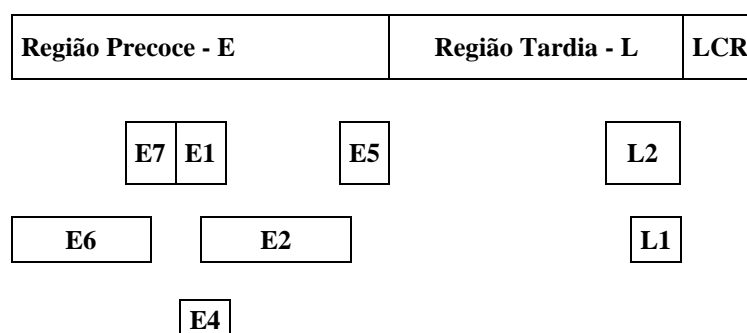 Região Precoce - E Região Tardia - L LCR
E7 E1 E5 L2
E6 E2 L1
E4